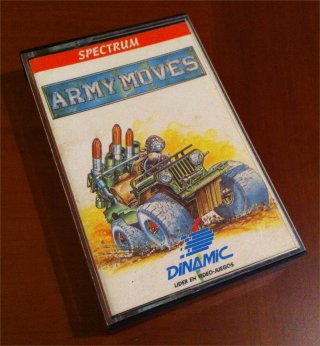 SPECTRUM
ARMY MOVES
DINAMIC
LIDER EN VIDEO-JUEGOS